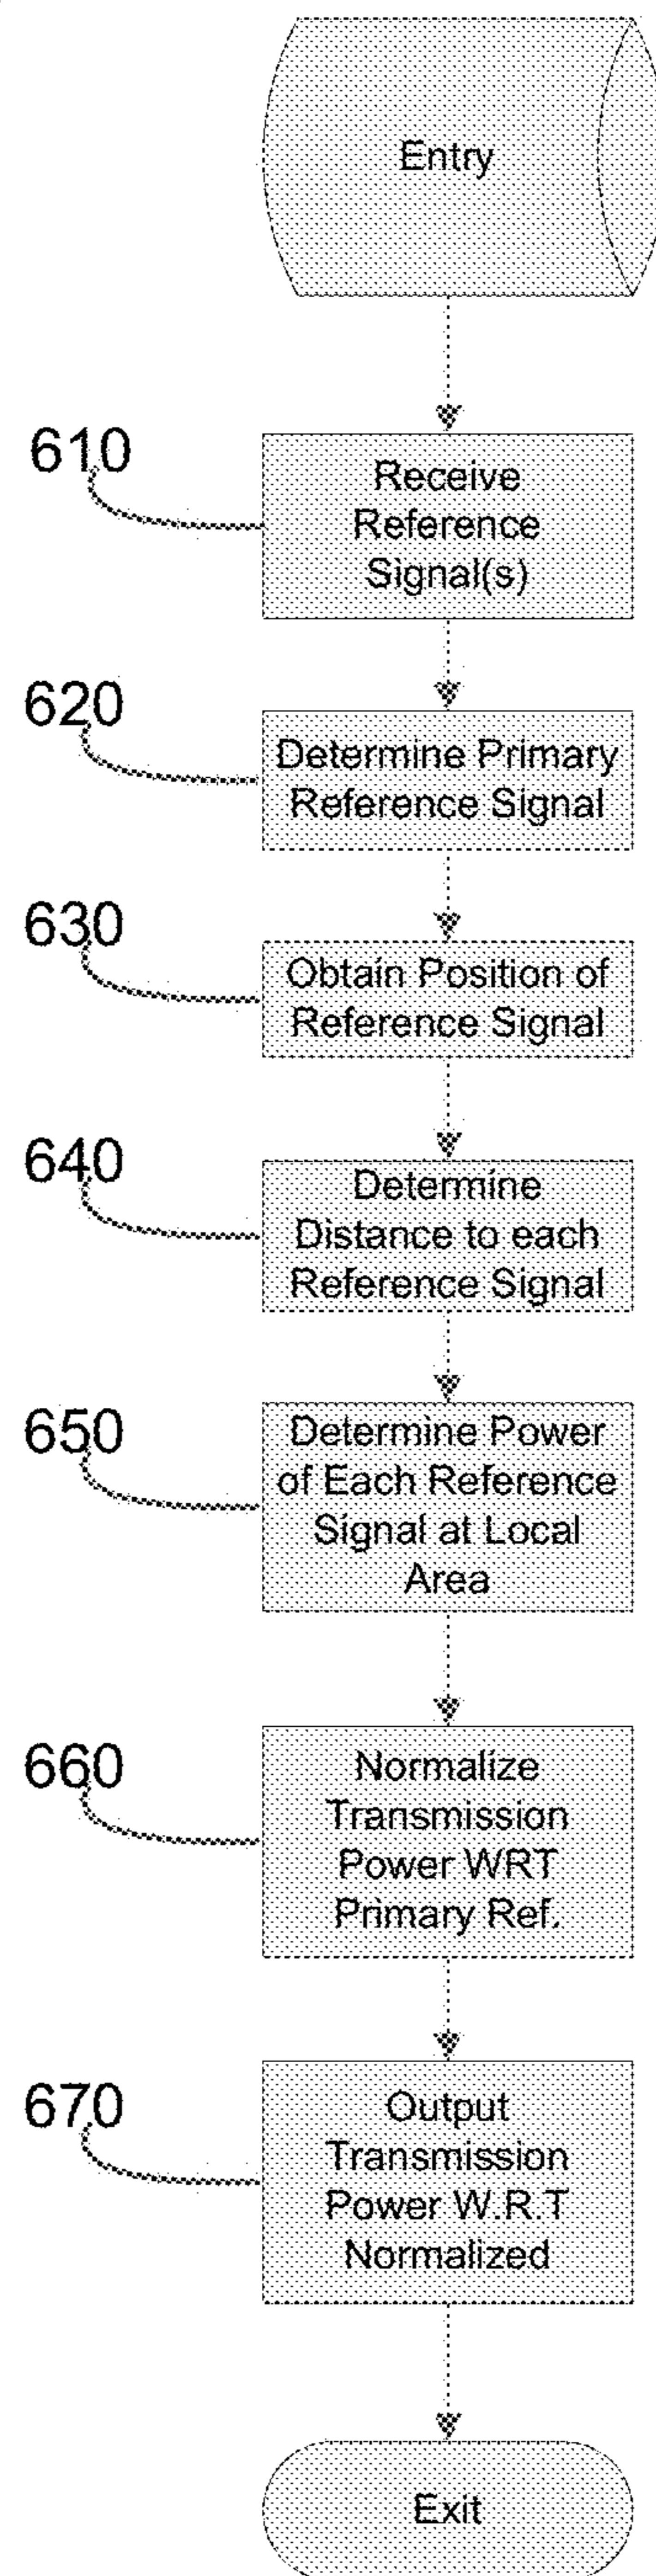 Entry
610
Receive
Reference
Signal(s)
620
Determine Primary
Reference Signal
630
Obtain Position of
Reference Signal
640
Determine
Distance to each
Reference Signal
650
Determine Power
of Each Reference
Signal at Local
Area
660
Normalize
Transmission
Power WRT
Primary Ref.
670
Output
Transmission
Power W.R.T
Normalized
Exit